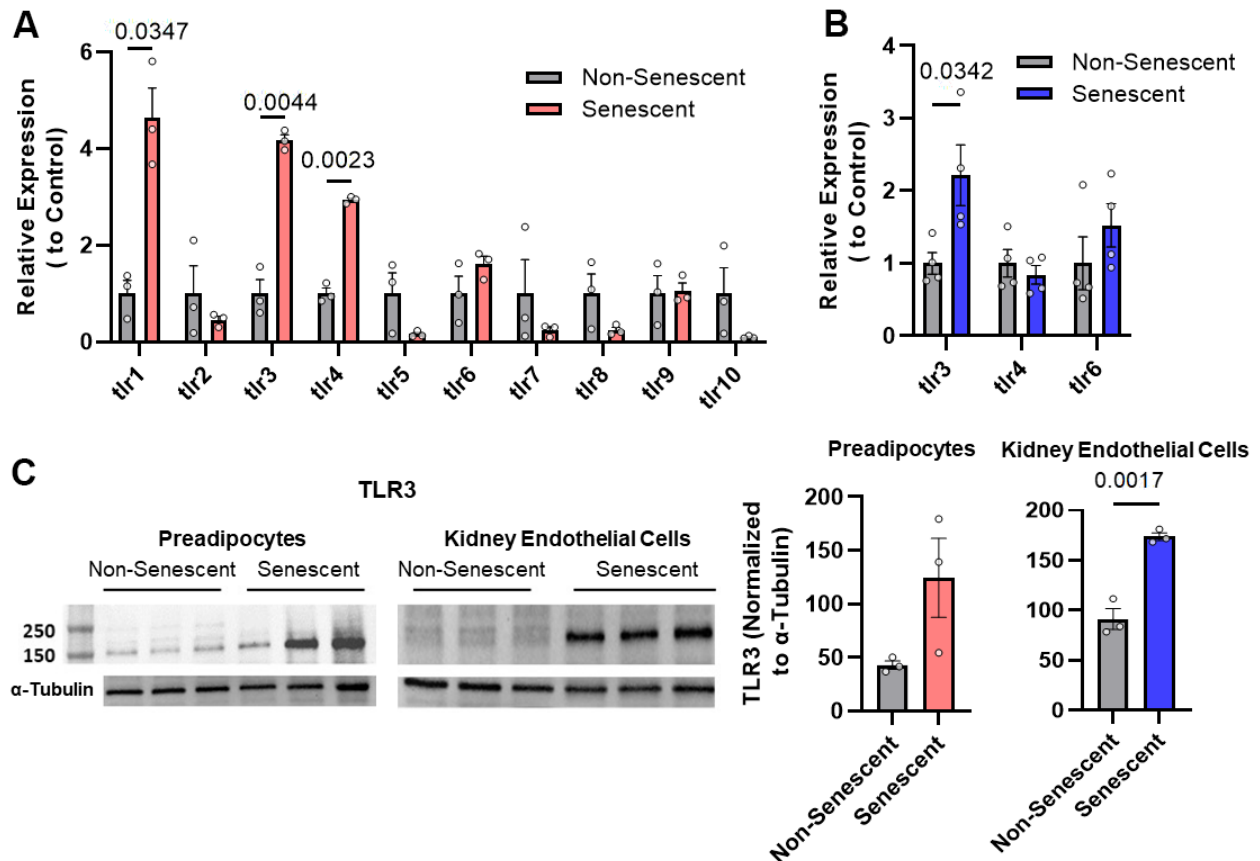 A
0.0347
0.0044
0.0023
Non-Senescent
Senescent
Relative Expression
( to Control)
6
4
2
0
tlr1
tlr2
tlr3
tlr4
tlr5
tlr6
tlr7
tlr8
tlr9
tlr10
B
0.0342
Non-Senescent
Senescent
Relative Expression
( to Control)
4
3
2
1
0
tlr3
tlr4
tlr6
C
TLR3
Preadipocytes
Non-Senescent Senescent
Kidney Endothelial Cells
Non-Senescent Senescent
250
150
α-Tubulin
Preadipocytes
TLR3 (Normalized
to α-Tubulin)
200
150
100
50
0
Non-Senescent
Senescent
Kidney Endothelial Cells
0.0017
200
150
100
50
0
Non-Senescent
Senescent